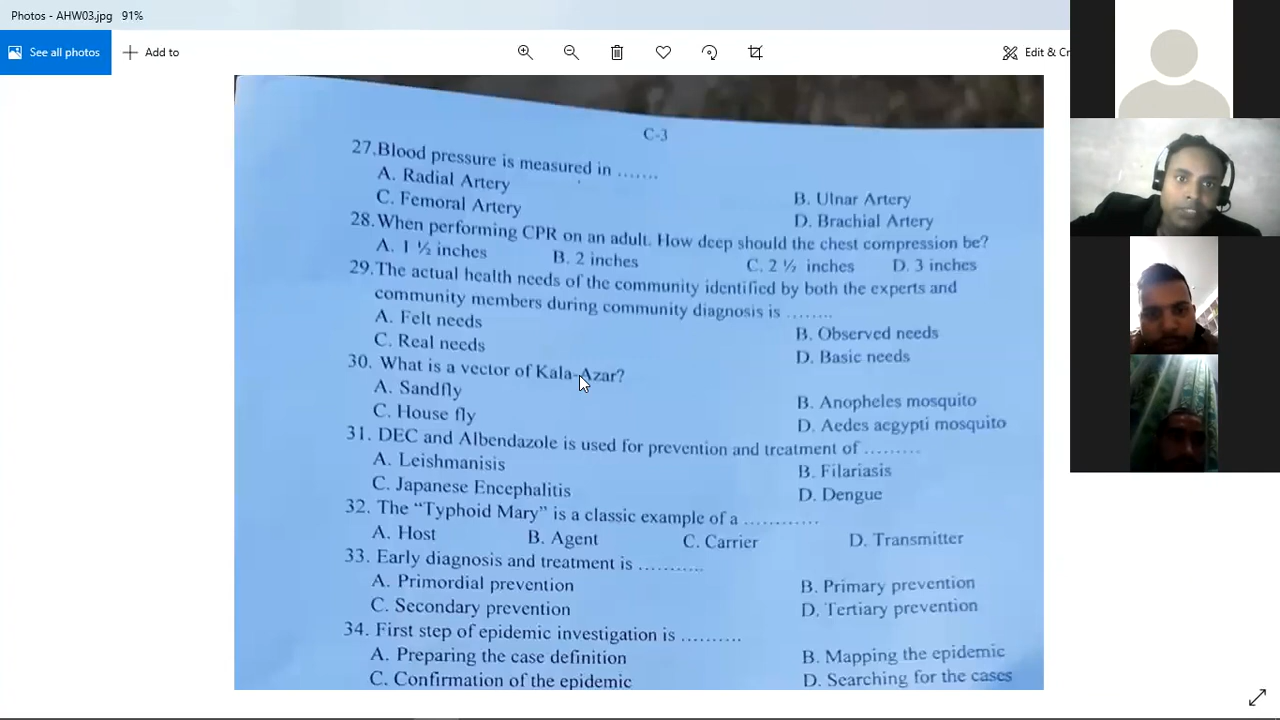 Photos - AHW03.jpg 91%
See all photos
Add to
Edit & Cr
C-3
27.Blood pressure is measured in .......
A. Radial Artery
B. Ulnar Artery
C. Femoral Artery
D. Brachial Artery
28.When performing CPR on an adult. How deep should the chest compression be?
A. 1 ½ inches B. 2 inches C. 2 ½ inches D. 3 inches
29.The actual health needs of the community identified by both the experts and
community members during community diagnosis is ........
A. Felt needs
B. Observed needs
C. Real needs
D. Basic needs
30. What is a vector of Kala-Azar?
A. Sandfly
B. Anopheles mosquito
C. House fly
D. Aedes aegypti mosquito
31. DEC and Albendazole is used for prevention and treatment of .........
A. Leishmanisis
B. Filariasis
C. Japanese Encephalitis
D. Dengue
32. The “Typhoid Mary” is a classic example of a ............
A. Host B. Agent C. Carrier D. Transmitter
33. Early diagnosis and treatment is ...........
A. Primordial prevention
B. Primary prevention
C. Secondary prevention
D. Tertiary prevention
34. First step of epidemic investigation is ..........
A. Preparing the case definition
B. Mapping the epidemic
C. Confirmation of the epidemic
D. Searching for the cases